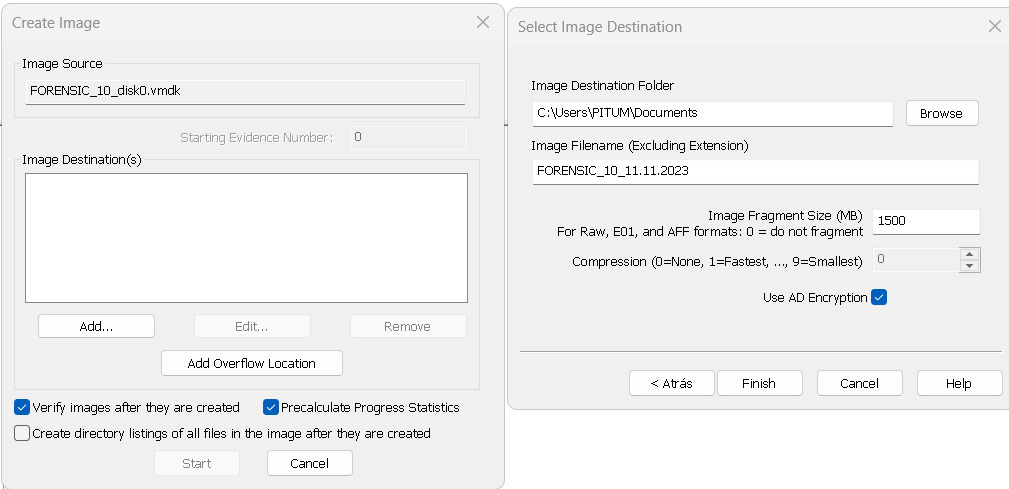 Create Image
Image Source
FORENSIC_10_disk0.vmdk
Starting Evidence Number: 0
Image Destination(s)
Add... Edit... Remove
Add Overflow Location
Verify images after they are created Precalculate Progress Statistics
Create directory listings of all files in the image after they are created
Start Cancel
Select Image Destination
Image Destination Folder
C:\Users\PITUM\Documents Browse
Image Filename (Excluding Extension)
FORENSIC_10_11.11.2023
Image Fragment Size (MB) 1500
For Raw, E01, and AFF formats: 0 = do not fragment
Compression (0=None, 1=Fastest, ..., 9=Smallest) 0
Use AD Encryption
< Atrás Finish Cancel Help